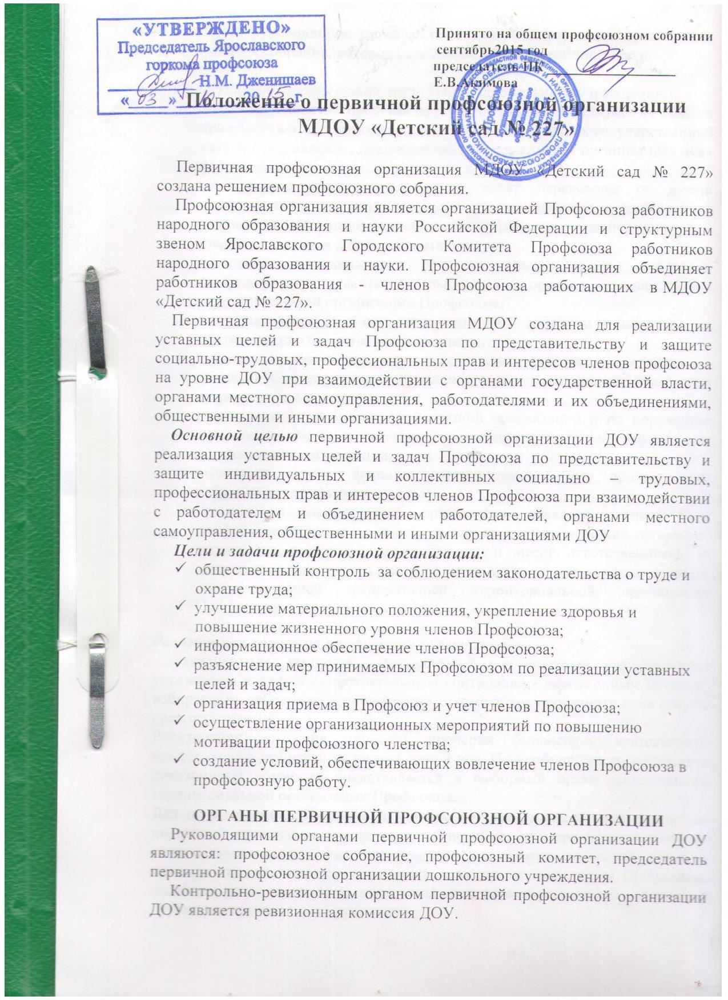 «УТВЕРЖДЕНО»
Председатель Ярославского
горкома профсоюза
Н.М. Дженишаев
« 03 » 10 20 15 г.
Принято на общем профсоюзном собрании
сентябрь2015 год
председатель ПК
Е.В.Акимова
Положение о первичной профсоюзной организации
МДОУ «Детский сад № 227»
Первичная профсоюзная организация МДОУ «Детский сад № 227»
создана решением профсоюзного собрания.
Профсоюзная организация является организацией Профсоюза работников
народного образования и науки Российской Федерации и структурным
звеном Ярославского Городского Комитета Профсоюза работников
народного образования и науки. Профсоюзная организация объединяет
работников образования - членов Профсоюза работающих в МДОУ
«Детский сад № 227».
Первичная профсоюзная организация МДОУ создана для реализации
уставных целей и задач Профсоюза по представительству и защите
социально-трудовых, профессиональных прав и интересов членов профсоюза
на уровне ДОУ при взаимодействии с органами государственной власти,
органами местного самоуправления, работодателями и их объединениями,
общественными и иными организациями.
Основной целью первичной профсоюзной организации ДОУ является
реализация уставных целей и задач Профсоюза по представительству и
защите индивидуальных и коллективных социально – трудовых,
профессиональных прав и интересов членов Профсоюза при взаимодействии
с работодателем и объединением работодателей, органами местного
самоуправления, общественными и иными организациями ДОУ
Цели и задачи профсоюзной организации:
✓ общественный контроль за соблюдением законодательства о труде и
охране труда;
✓ улучшение материального положения, укрепление здоровья и
повышение жизненного уровня членов Профсоюза;
✓ информационное обеспечение членов Профсоюза;
✓ разъяснение мер принимаемых Профсоюзом по реализации уставных
целей и задач;
✓ организация приема в Профсоюз и учет членов Профсоюза;
✓ осуществление организационных мероприятий по повышению
мотивации профсоюзного членства;
✓ создание условий, обеспечивающих вовлечение членов Профсоюза в
профсоюзную работу.
ОРГАНЫ ПЕРВИЧНОЙ ПРОФСОЮЗНОЙ ОРГАНИЗАЦИИ
Руководящими органами первичной профсоюзной организации ДОУ
являются: профсоюзное собрание, профсоюзный комитет, председатель
первичной профсоюзной организации дошкольного учреждения.
Контрольно-ревизионным органом первичной профсоюзной организации
ДОУ является ревизионная комиссия ДОУ.